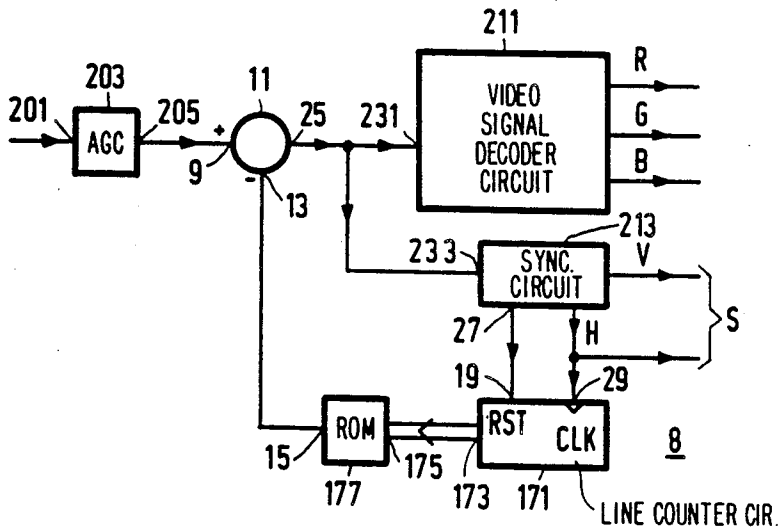 211
203
11
R
201
205
25
231
VIDEO
SIGNAL
DECODER
CIRCUIT
G
AGC
+
9
B
-
13
213
233
SYNC.
CIRCUIT
V
27
H
S
19
29
15
ROM
RST
CLK
8
177
175
173
171
LINE COUNTER CIR.